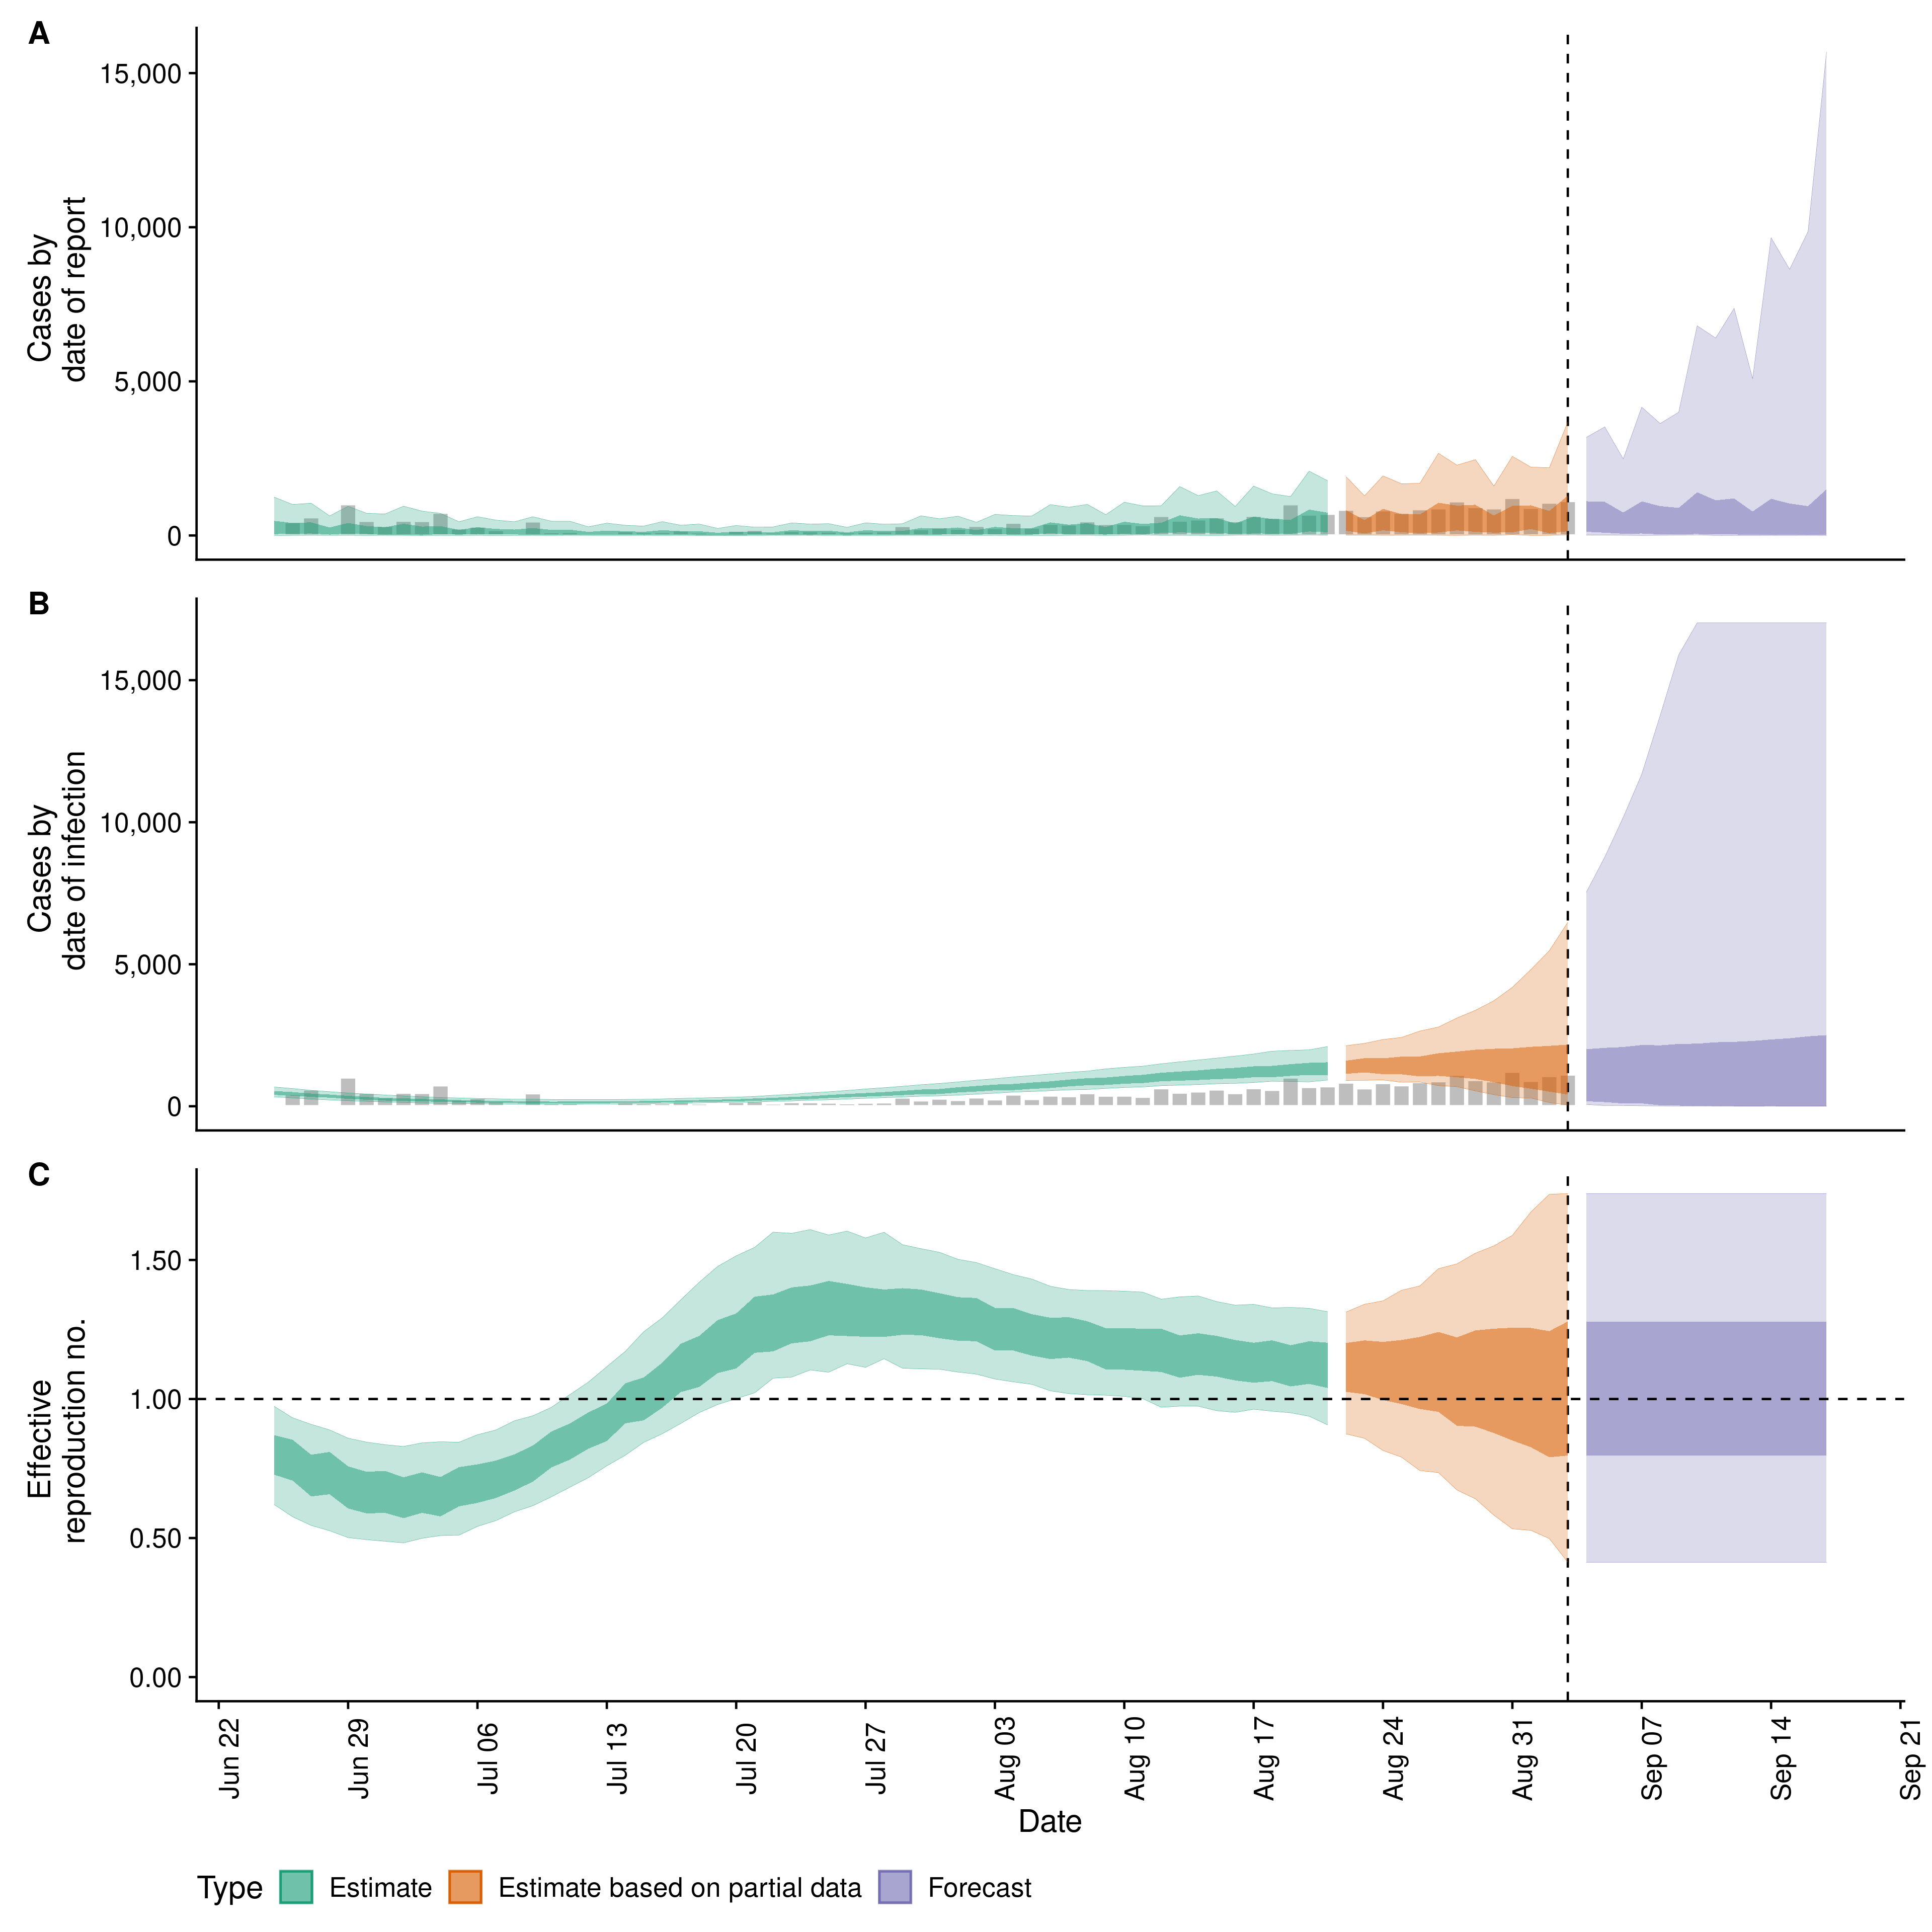 A
Cases by
date of report
15,000
10,000
5,000
0
B
Cases by
date of infection
15,000
10,000
5,000
0
C
Effective
reproduction no.
1.50
1.00
0.50
0.00
Jun 22
Jun 29
Jul 06
Jul 13
Jul 20
Jul 27
Aug 03
Aug 10
Aug 17
Aug 24
Aug 31
Sep 07
Sep 14
Sep 21
Date
Type Estimate Estimate based on partial data Forecast